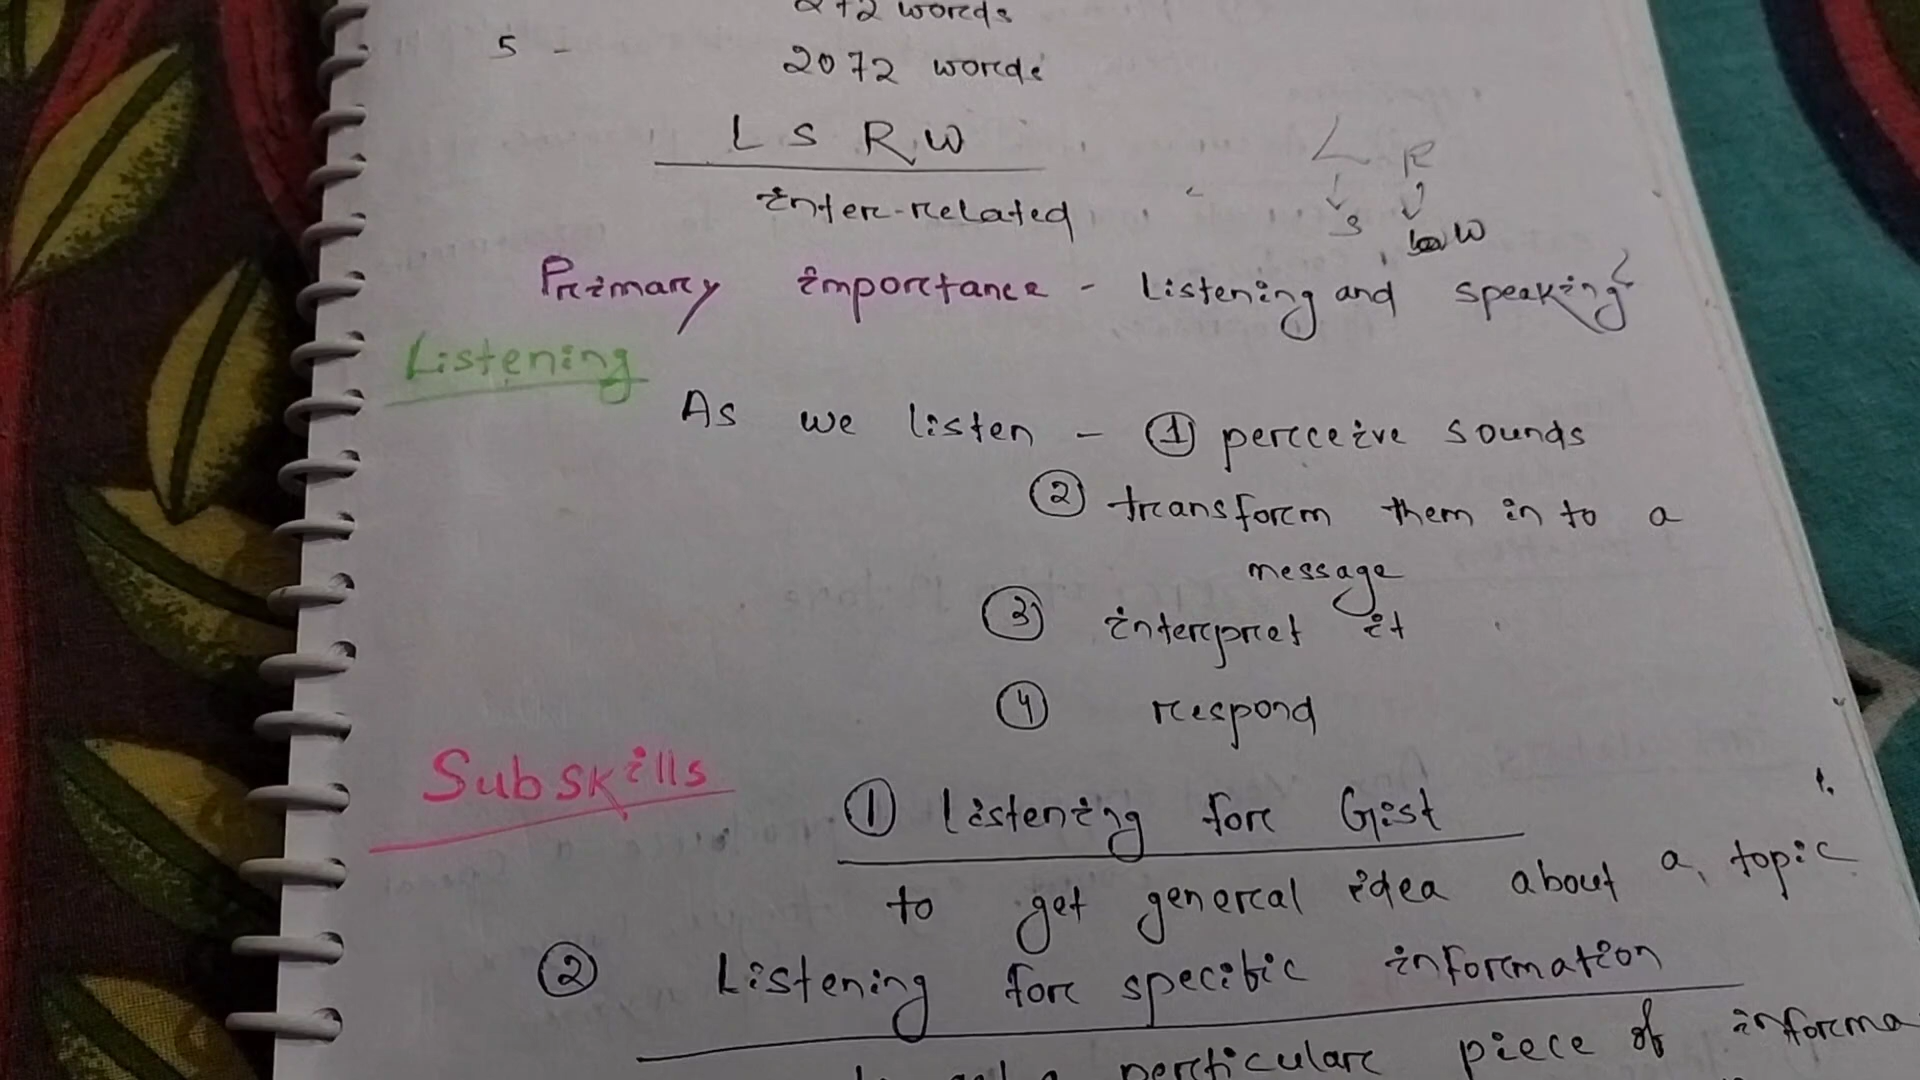 272 words
5 - 2072 words
L S R W
inter-related
L R
↓ ↓
S W
Primary importance - Listening and speaking
Listening
As we listen - ① perceive sounds
② transform them in to a
message
③ interpret it
④ respond
Subskills
① Listening for Gist
to get general idea about a topic
② Listening for specific information
perticular piece of informa